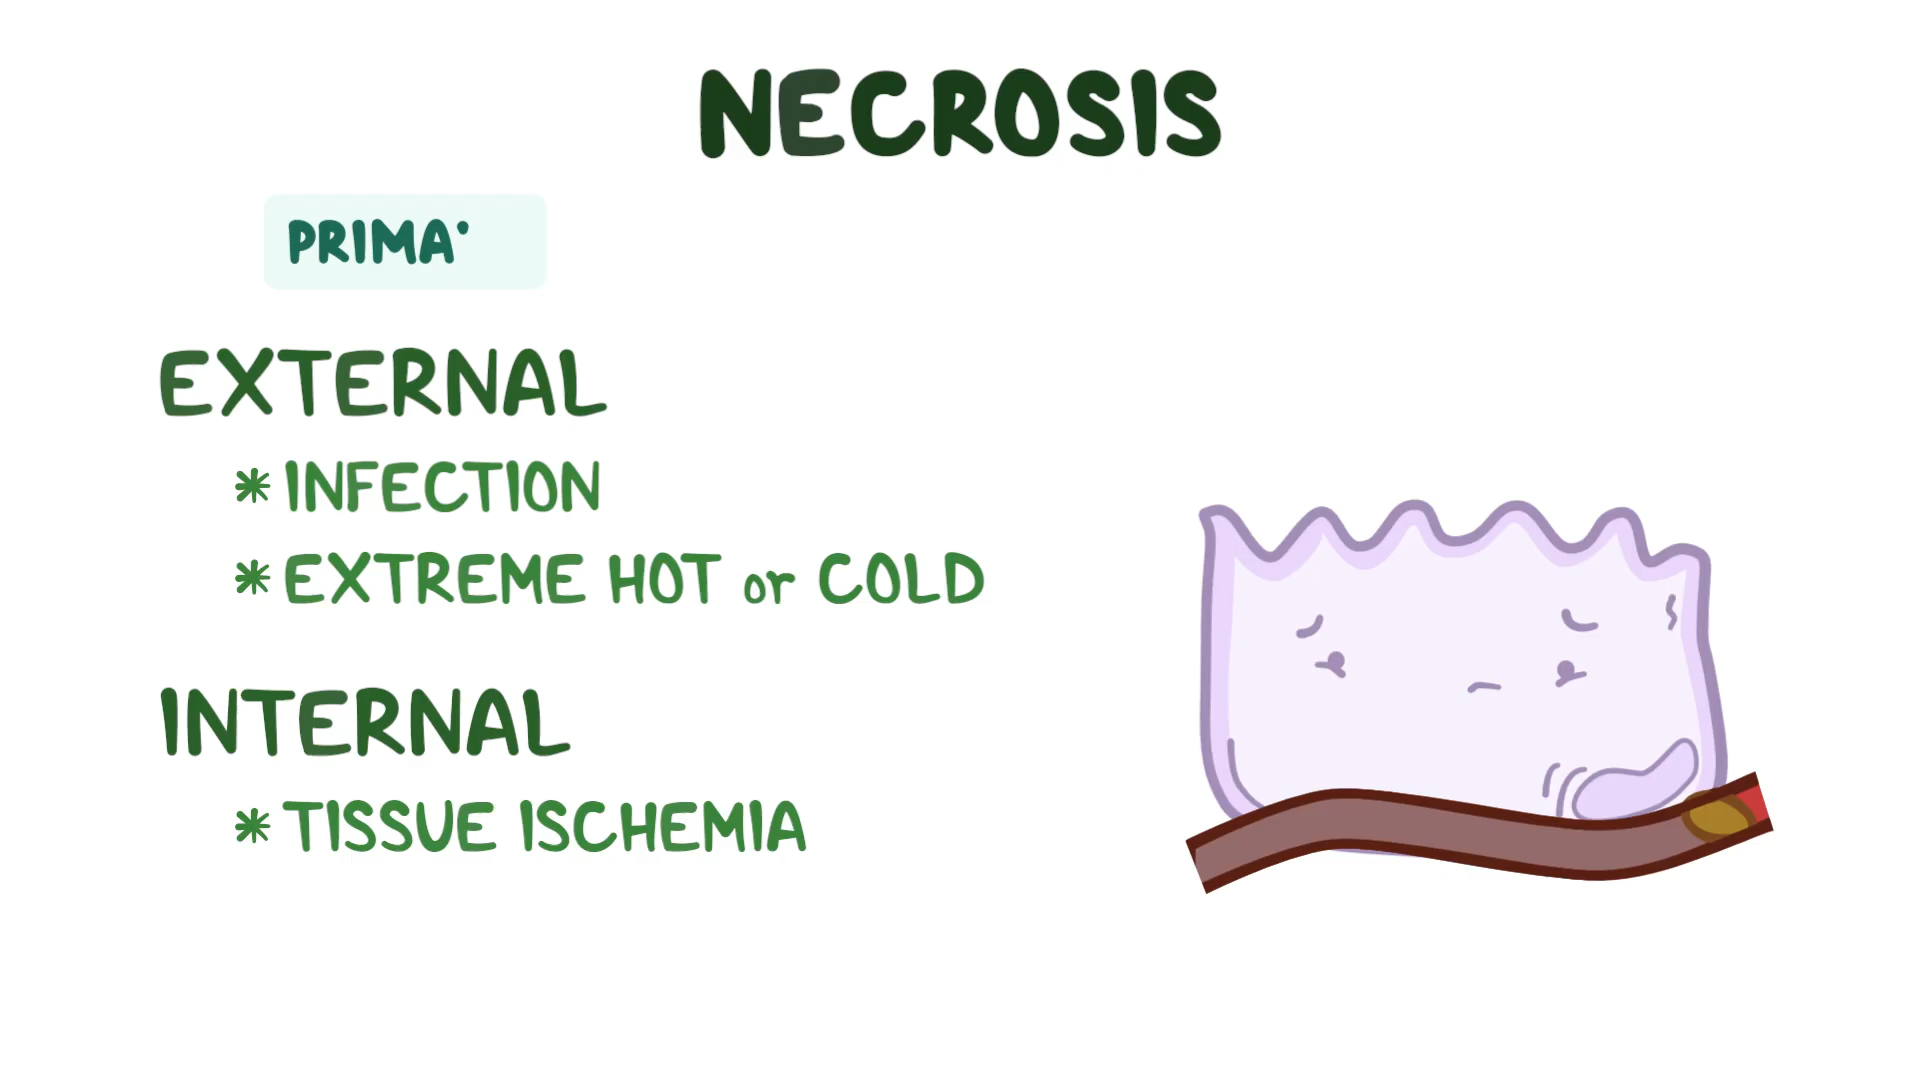 NECROSIS
PRIMA
EXTERNAL
* INFECTION
* EXTREME HOT or COLD
INTERNAL
* TISSUE ISCHEMIA